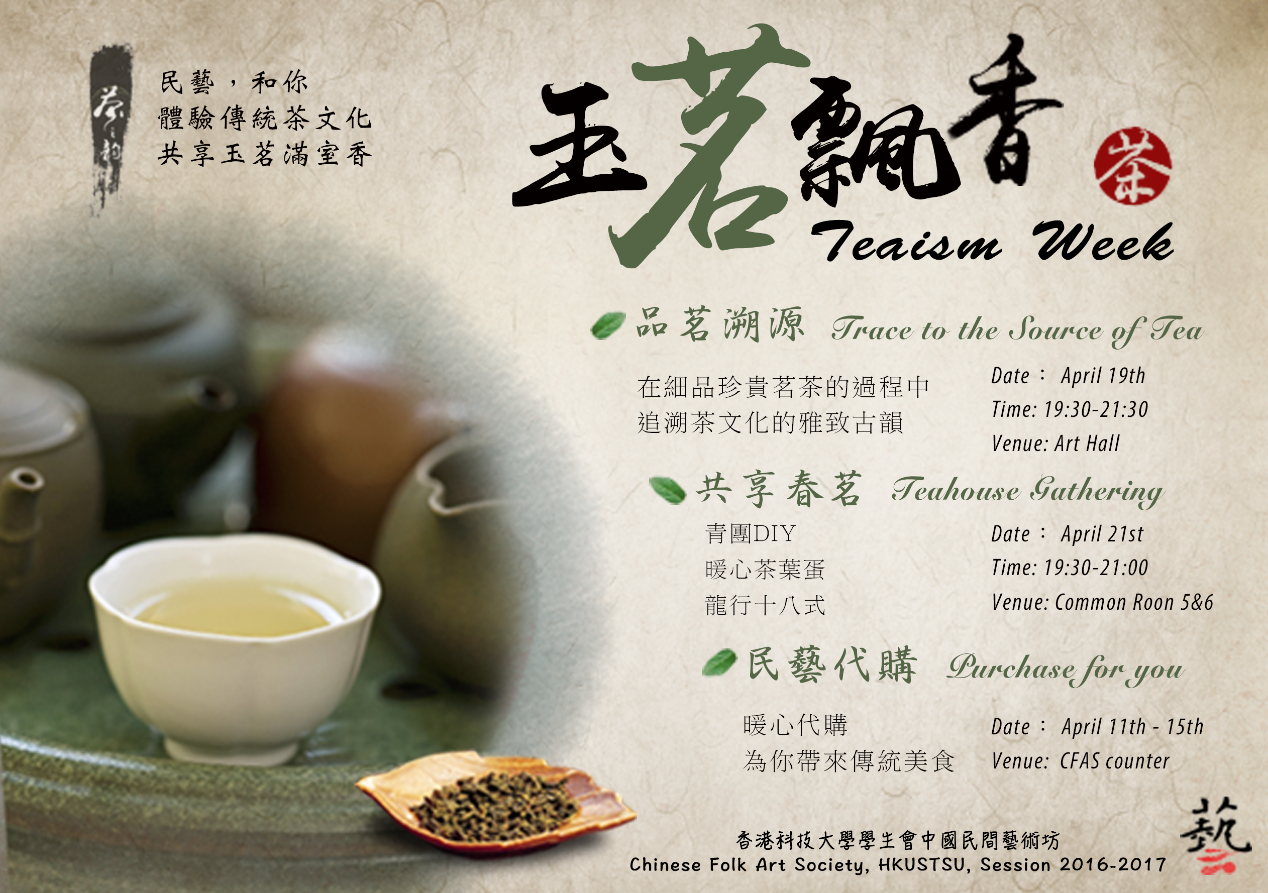 茶韵
民藝，和你
體驗傳統茶文化
共享玉茗滿室香
玉茗飄香
茶
Teaism Week
品茗溯源 Trace to the Source of Tea
在細品珍貴茗茶的過程中
追溯茶文化的雅致古韻
Date： April 19th
Time: 19:30-21:30
Venue: Art Hall
共享春茗 Teahouse Gathering
青團DIY
暖心茶葉蛋
龍行十八式
Date： April 21st
Time: 19:30-21:00
Venue: Common Roon 5&6
民藝代購 Purchase for you
暖心代購
為你帶來傳統美食
Date： April 11th - 15th
Venue: CFAS counter
香港科技大學學生會中國民間藝術坊
Chinese Folk Art Society, HKUSTSU, Session 2016-2017
藝